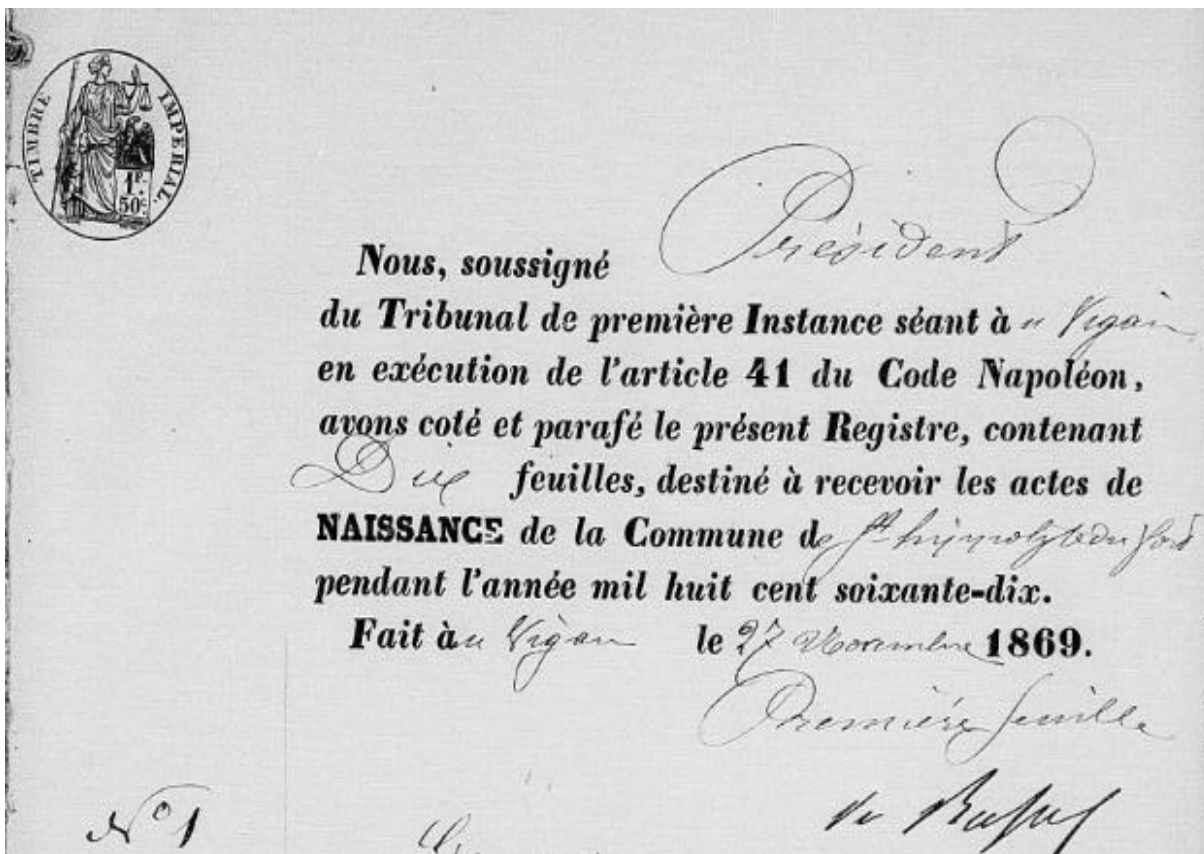 TIMBRE IMPÉRIAL
1F.
50C.
Président
Nous, soussigné
du Tribunal de première Instance séant à u Vigan
en exécution de l'article 41 du Code Napoléon,
avons coté et parafé le présent Registre, contenant
Dix feuilles, destiné à recevoir les actes de
NAISSANCE de la Commune de St hippolyte du fort
pendant l'année mil huit cent soixante-dix.
Fait à u Vigan le 27 Novembre 1869.
Première feuille
N° 1